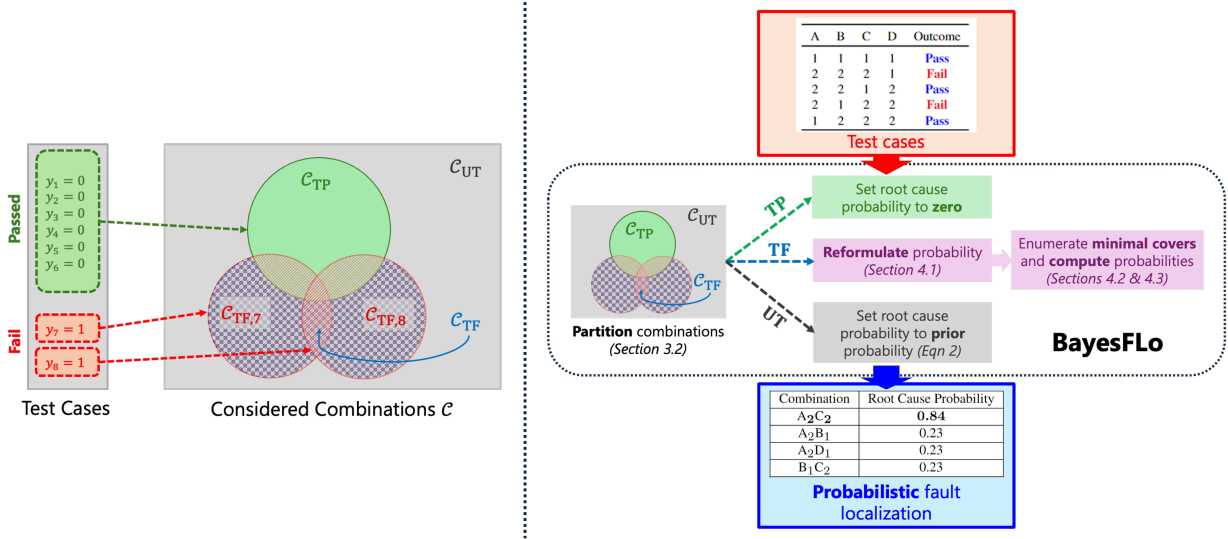 Passed
y₁ = 0
y₂ = 0
y₃ = 0
y₄ = 0
y₅ = 0
y₆ = 0
Fail
y₇ = 1
y₈ = 1
Test Cases
𝒞_TP
𝒞_UT
𝒞_TF,7
𝒞_TF,8
𝒞_TF
Considered Combinations 𝒞
A B C D Outcome
1 1 1 1 Pass
2 2 2 1 Fail
2 2 1 2 Pass
2 1 2 2 Fail
1 2 2 2 Pass
Test cases
𝒞_UT
𝒞_TP
𝒞_TF
Partition combinations
(Section 3.2)
TP
TF
UT
Set root cause
probability to zero
Reformulate probability
(Section 4.1)
Enumerate minimal covers
and compute probabilities
(Sections 4.2 & 4.3)
Set root cause
probability to prior
probability (Eqn 2)
BayesFLo
Combination Root Cause Probability
A₂C₂ 0.84
A₂B₁ 0.23
A₂D₁ 0.23
B₁C₂ 0.23
Probabilistic fault
localization